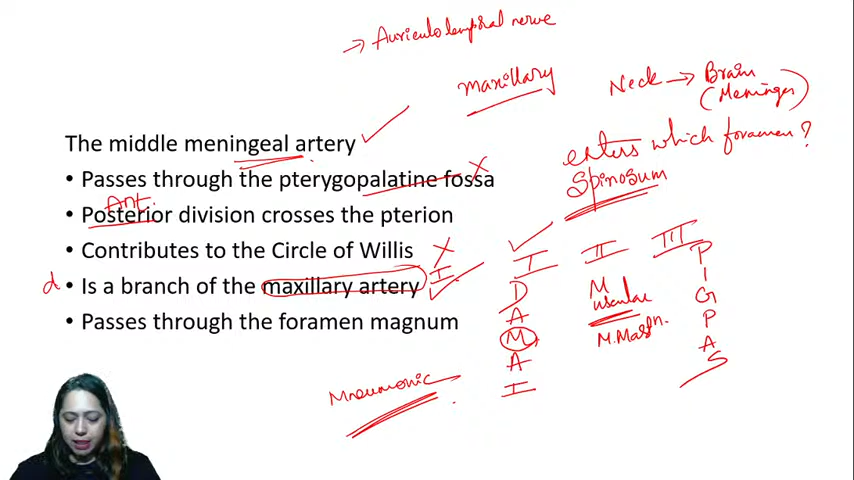 → Auriculotemporal nerve
maxillary
Neck → Brain
(Meninges)
enters which foramen?
Spinosum
The middle meningeal artery
• Passes through the pterygopalatine fossa
Ant.
• Posterior division crosses the pterion
• Contributes to the Circle of Willis
d • Is a branch of the maxillary artery I
• Passes through the foramen magnum
Mnemonic
I II III
D
A
M
A
I
M
uscular
P
I
G
P
A
S